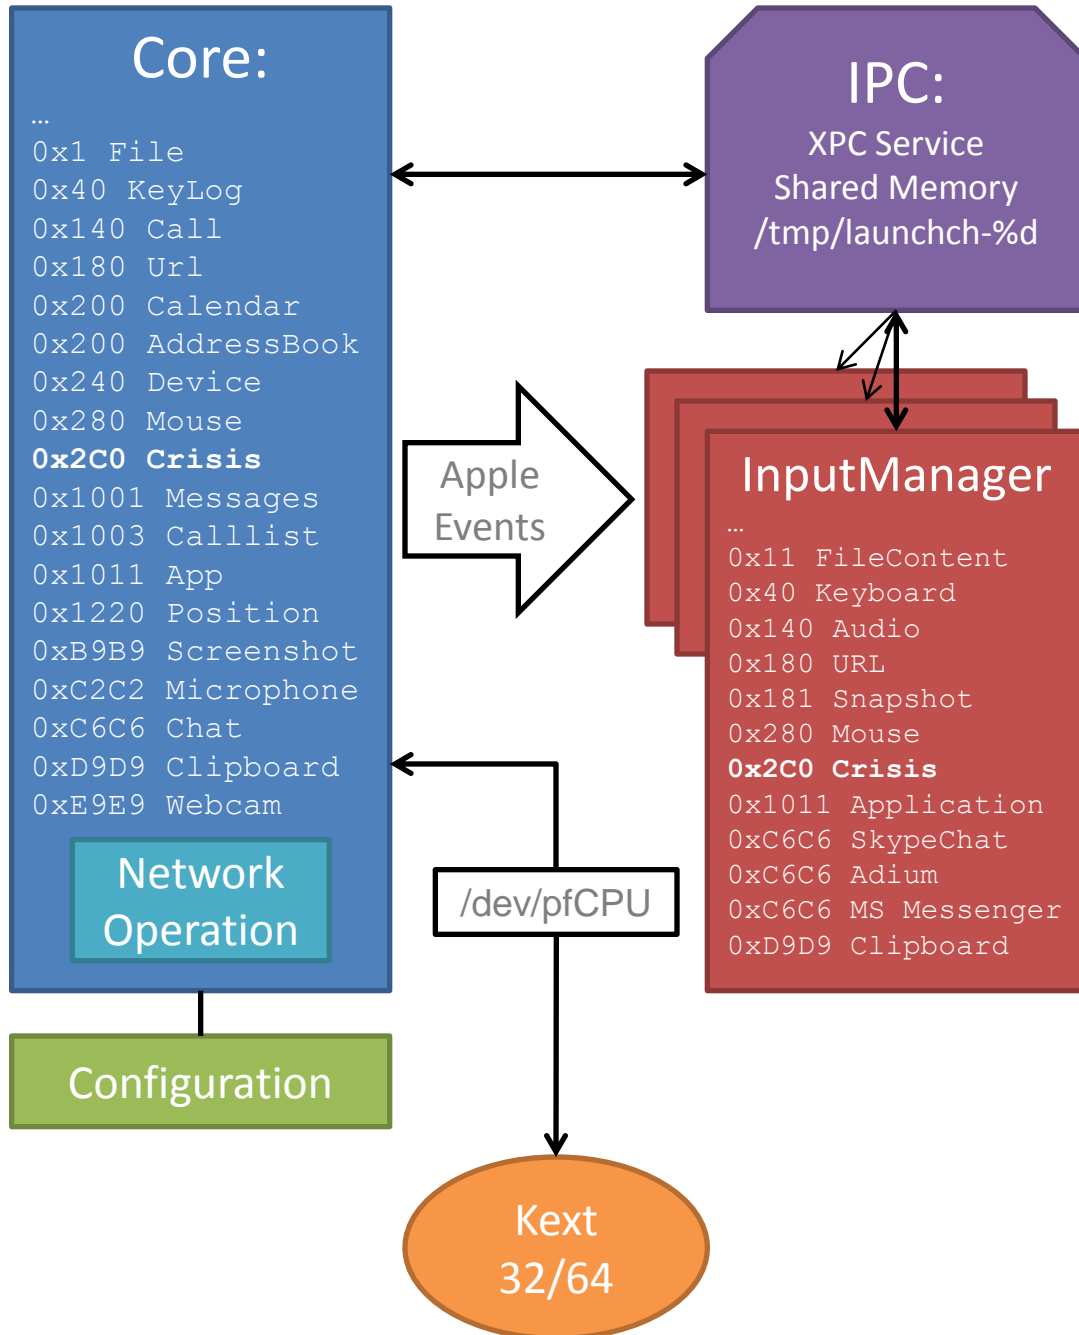 Core:
…
0x1 File
0x40 KeyLog
0x140 Call
0x180 Url
0x200 Calendar
0x200 AddressBook
0x240 Device
0x280 Mouse
0x2C0 Crisis
0x1001 Messages
0x1003 Calllist
0x1011 App
0x1220 Position
0xB9B9 Screenshot
0xC2C2 Microphone
0xC6C6 Chat
0xD9D9 Clipboard
0xE9E9 Webcam
Network
Operation
Configuration
IPC:
XPC Service
Shared Memory
/tmp/launchch-%d
Apple
Events
InputManager
…
0x11 FileContent
0x40 Keyboard
0x140 Audio
0x180 URL
0x181 Snapshot
0x280 Mouse
0x2C0 Crisis
0x1011 Application
0xC6C6 SkypeChat
0xC6C6 Adium
0xC6C6 MS Messenger
0xD9D9 Clipboard
/dev/pfCPU
Kext
32/64